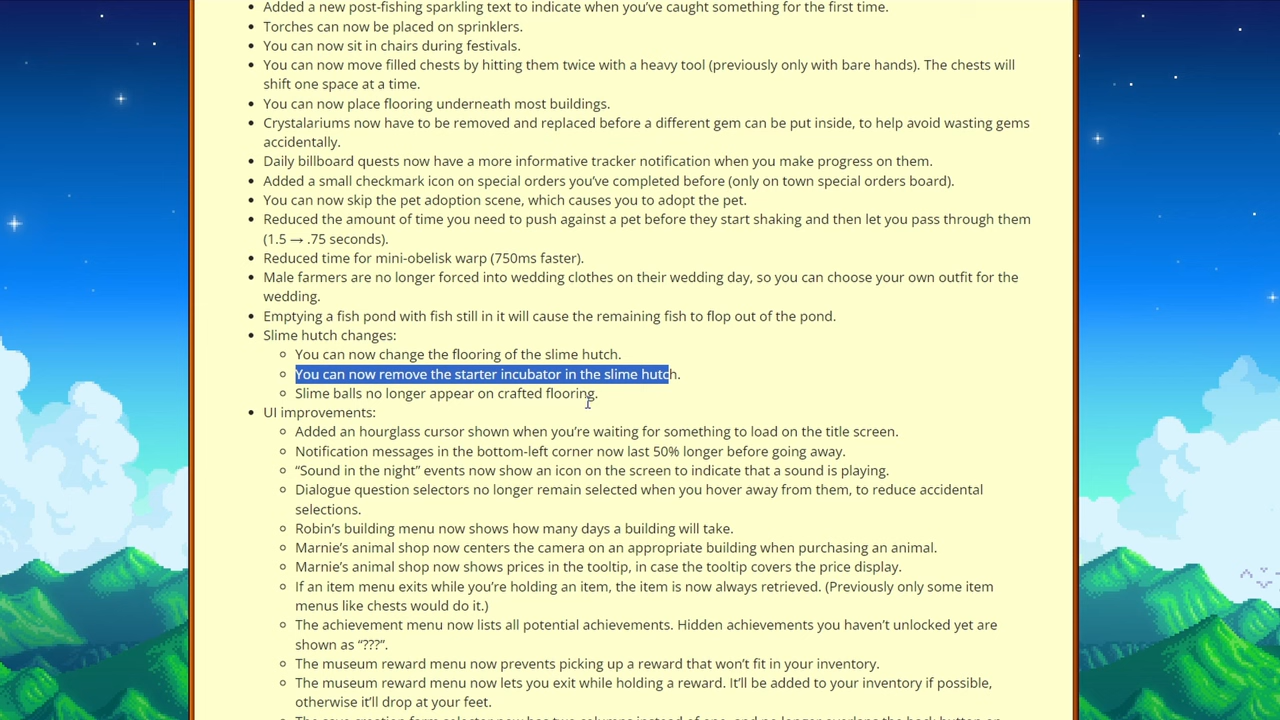 Added a new post-fishing sparkling text to indicate when you’ve caught something for the first time.
Torches can now be placed on sprinklers.
You can now sit in chairs during festivals.
You can now move filled chests by hitting them twice with a heavy tool (previously only with bare hands). The chests will
shift one space at a time.
You can now place flooring underneath most buildings.
Crystalariums now have to be removed and replaced before a different gem can be put inside, to help avoid wasting gems
accidentally.
Daily billboard quests now have a more informative tracker notification when you make progress on them.
Added a small checkmark icon on special orders you’ve completed before (only on town special orders board).
You can now skip the pet adoption scene, which causes you to adopt the pet.
Reduced the amount of time you need to push against a pet before they start shaking and then let you pass through them
(1.5 → .75 seconds).
Reduced time for mini-obelisk warp (750ms faster).
Male farmers are no longer forced into wedding clothes on their wedding day, so you can choose your own outfit for the
wedding.
Emptying a fish pond with fish still in it will cause the remaining fish to flop out of the pond.
Slime hutch changes:
You can now change the flooring of the slime hutch.
You can now remove the starter incubator in the slime hutch.
Slime balls no longer appear on crafted flooring.
UI improvements:
Added an hourglass cursor shown when you’re waiting for something to load on the title screen.
Notification messages in the bottom-left corner now last 50% longer before going away.
“Sound in the night” events now show an icon on the screen to indicate that a sound is playing.
Dialogue question selectors no longer remain selected when you hover away from them, to reduce accidental
selections.
Robin’s building menu now shows how many days a building will take.
Marnie’s animal shop now centers the camera on an appropriate building when purchasing an animal.
Marnie’s animal shop now shows prices in the tooltip, in case the tooltip covers the price display.
If an item menu exits while you’re holding an item, the item is now always retrieved. (Previously only some item
menus like chests would do it.)
The achievement menu now lists all potential achievements. Hidden achievements you haven’t unlocked yet are
shown as “???”.
The museum reward menu now prevents picking up a reward that won’t fit in your inventory.
The museum reward menu now lets you exit while holding a reward. It’ll be added to your inventory if possible,
otherwise it’ll drop at your feet.